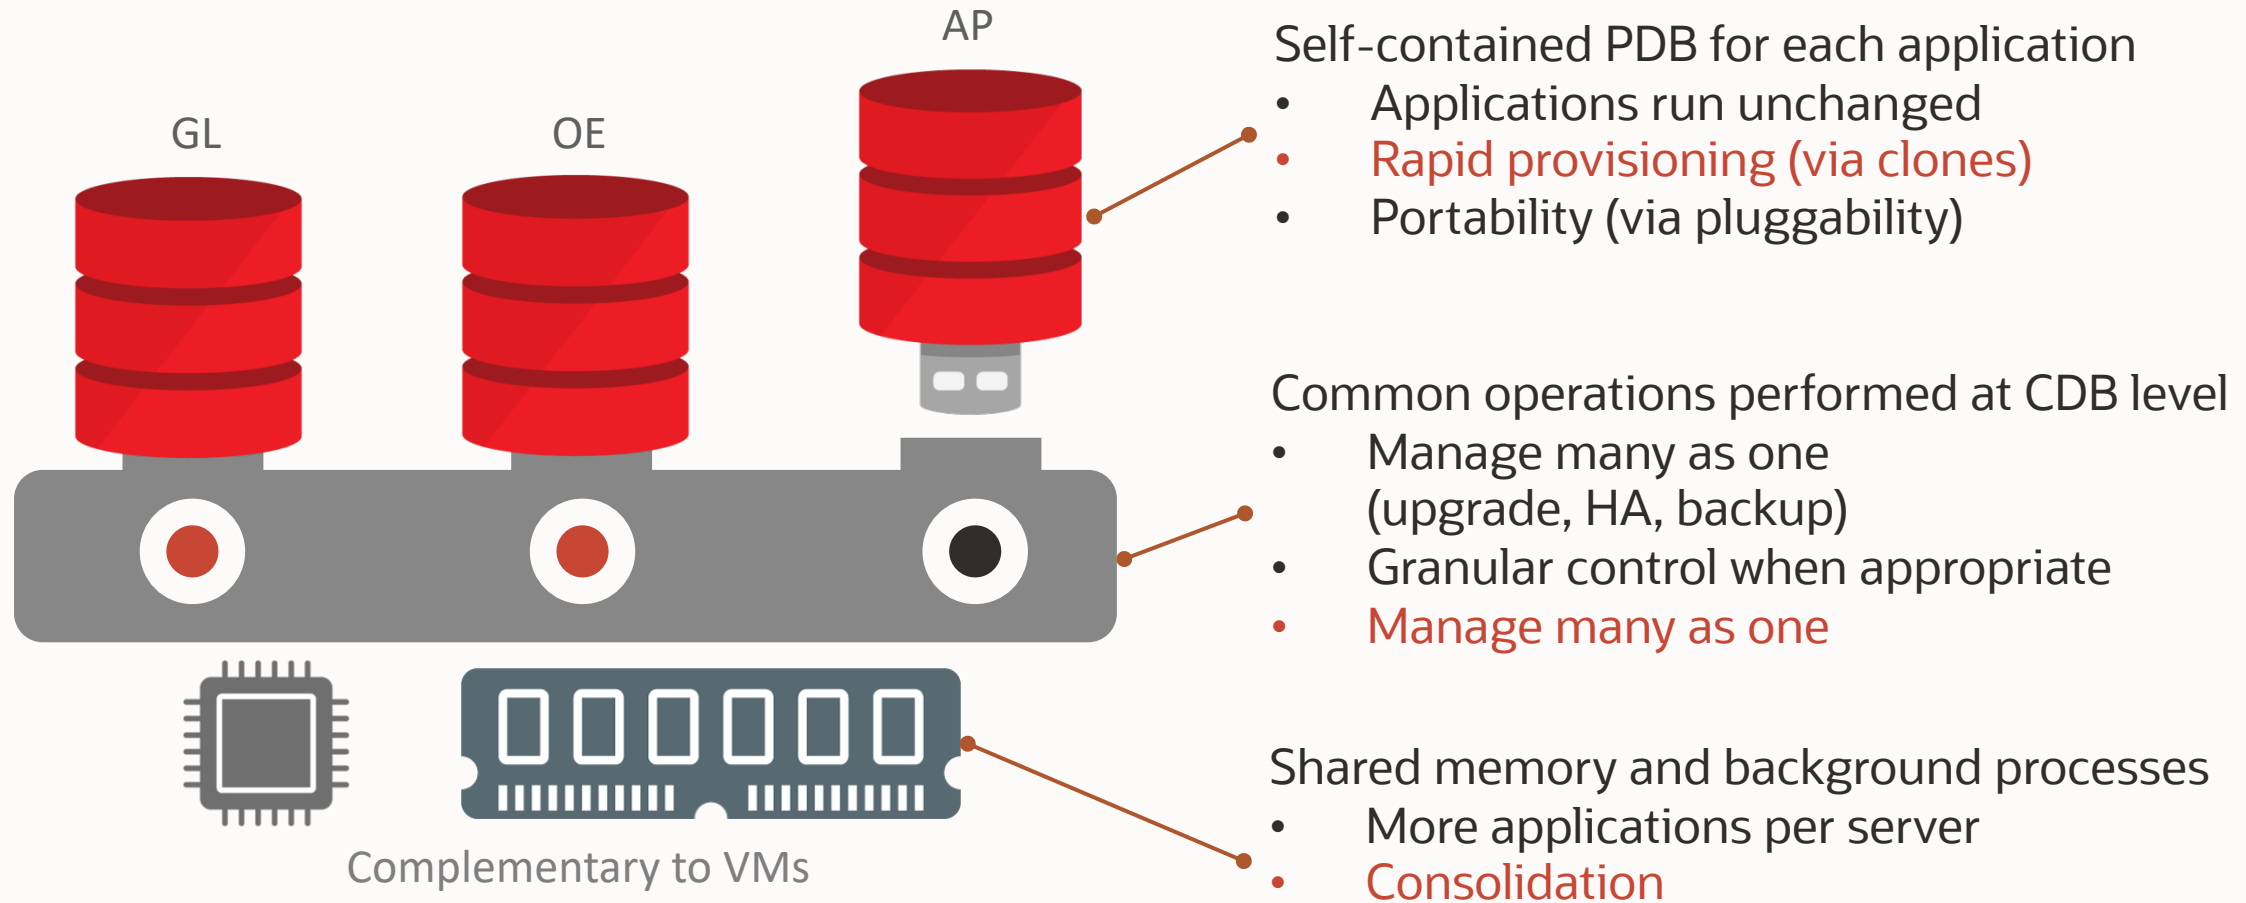 AP
GL
OE
Self-contained PDB for each application
• Applications run unchanged
• Rapid provisioning (via clones)
• Portability (via pluggability)
Common operations performed at CDB level
• Manage many as one
(upgrade, HA, backup)
• Granular control when appropriate
• Manage many as one
Shared memory and background processes
• More applications per server
• Consolidation
Complementary to VMs